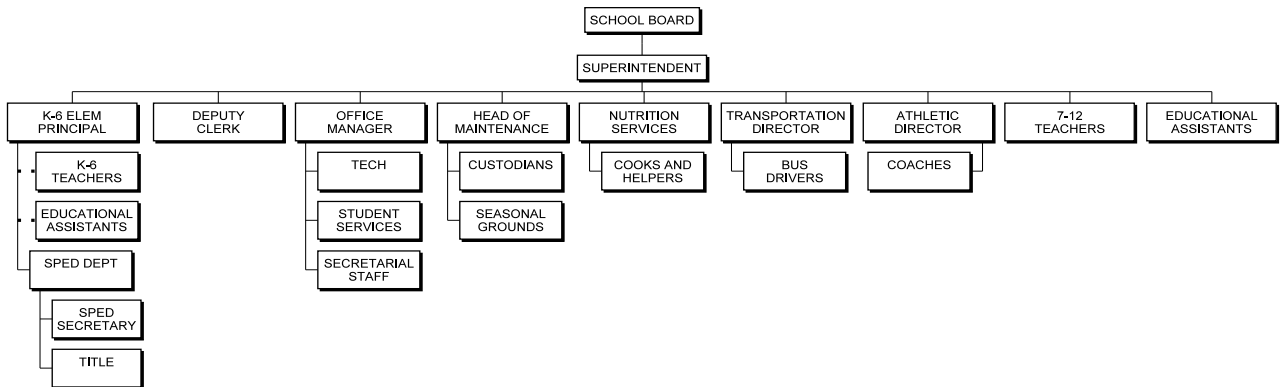 SCHOOL BOARD
SUPERINTENDENT
K-6 ELEM
PRINCIPAL
DEPUTY
CLERK
OFFICE
MANAGER
HEAD OF
MAINTENANCE
NUTRITION
SERVICES
TRANSPORTATION
DIRECTOR
ATHLETIC
DIRECTOR
7-12
TEACHERS
EDUCATIONAL
ASSISTANTS
K-6
TEACHERS
EDUCATIONAL
ASSISTANTS
SPED DEPT
SPED
SECRETARY
TITLE
TECH
STUDENT
SERVICES
SECRETARIAL
STAFF
CUSTODIANS
SEASONAL
GROUNDS
COOKS AND
HELPERS
BUS
DRIVERS
COACHES